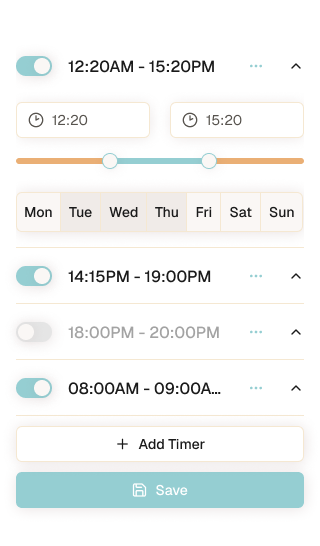 12:20AM - 15:20PM
12:20 15:20
Mon Tue Wed Thu Fri Sat Sun
14:15PM - 19:00PM
18:00PM - 20:00PM
08:00AM - 09:00A...
Add Timer
Save